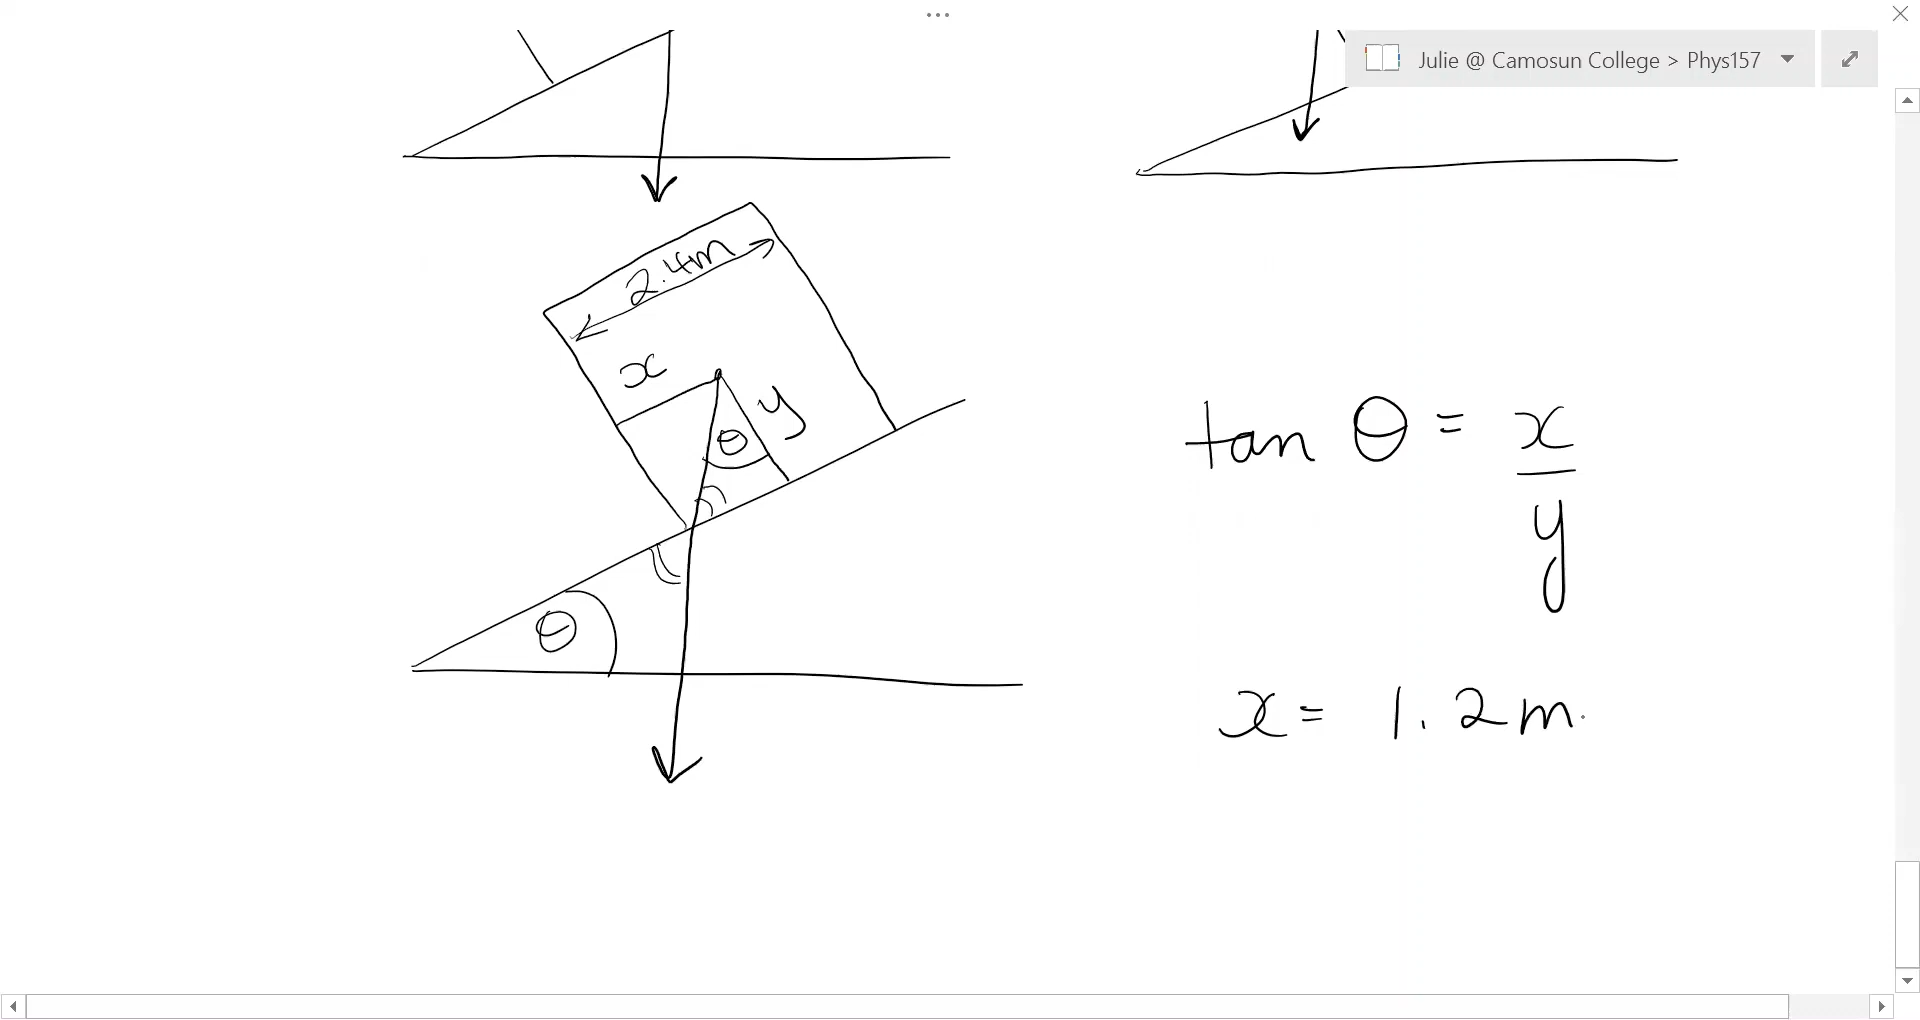 Julie @ Camosun College > Phys157
2.4m
x
y
θ
θ
tan θ = x
y
x = 1.2m